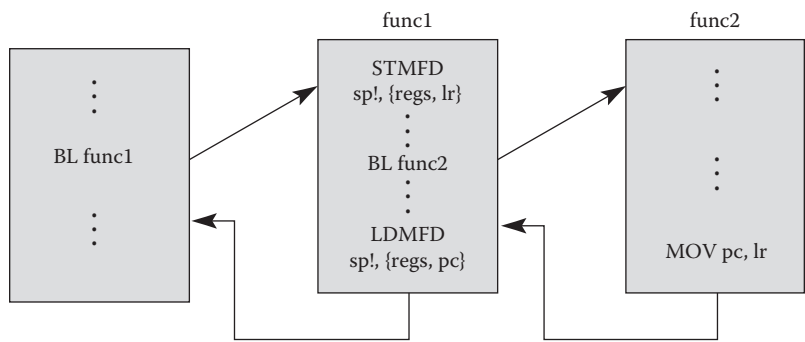 BL func1
func1
STMFD
sp!, {regs, lr}
BL func2
LDMFD
sp!, {regs, pc}
func2
MOV pc, lr